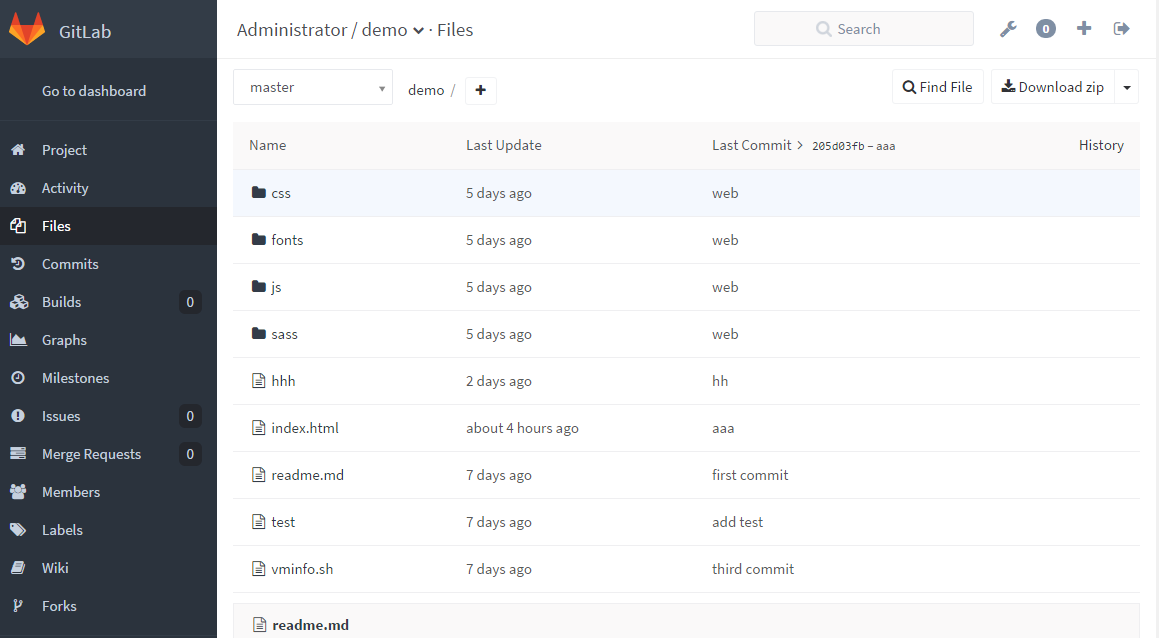 GitLab
Administrator / demo · Files
Search
0
Go to dashboard
Project
Activity
Files
Commits
Builds 0
Graphs
Milestones
Issues 0
Merge Requests 0
Members
Labels
Wiki
Forks
master
demo /
Find File
Download zip
Name Last Update Last Commit > 205d03fb – aaa History
css 5 days ago web
fonts 5 days ago web
js 5 days ago web
sass 5 days ago web
hhh 2 days ago hh
index.html about 4 hours ago aaa
readme.md 7 days ago first commit
test 7 days ago add test
vminfo.sh 7 days ago third commit
readme.md